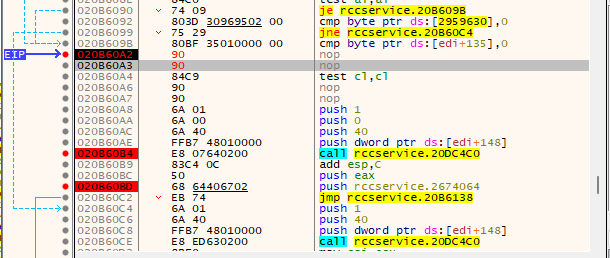 020B6090 74 09 je rccservice.20B609B
020B6092 803D 30969502 00 cmp byte ptr ds:[2959630],0
020B6099 75 29 jne rccservice.20B60C4
020B609B 80BF 35010000 00 cmp byte ptr ds:[edi+135],0
EIP 020B60A2 90 nop
020B60A3 90 nop
020B60A4 84C9 test cl,cl
020B60A6 90 nop
020B60A7 90 nop
020B60A8 6A 01 push 1
020B60AA 6A 00 push 0
020B60AC 6A 40 push 40
020B60AE FFB7 48010000 push dword ptr ds:[edi+148]
020B60B4 E8 07640200 call rccservice.20DC4C0
020B60B9 83C4 0C add esp,C
020B60BC 50 push eax
020B60BD 68 64406702 push rccservice.2674064
020B60C2 EB 74 jmp rccservice.20B6138
020B60C4 6A 01 push 1
020B60C6 6A 40 push 40
020B60C8 FFB7 48010000 push dword ptr ds:[edi+148]
020B60CE E8 ED630200 call rccservice.20DC4C0